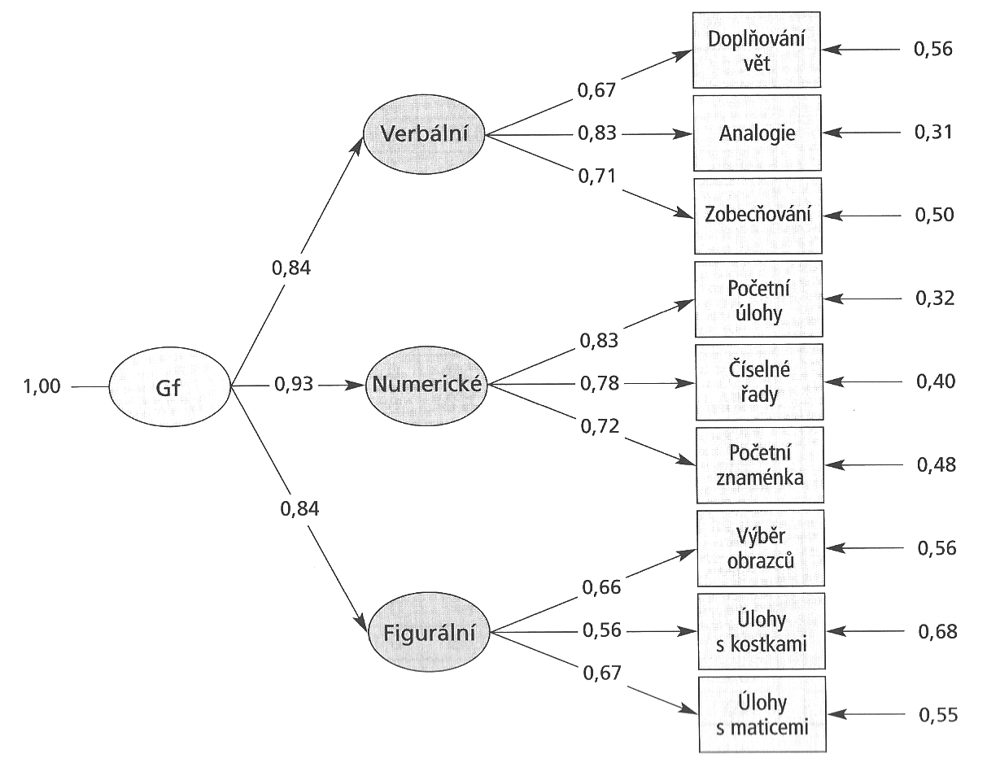 Doplňování
vět
0,56
0,67
Verbální
0,83
Analogie
0,31
0,71
Zobecňování
0,50
0,84
Početní
úlohy
0,32
0,83
1,00
Gf
0,93
Numerické
0,78
Číselné
řady
0,40
0,72
Početní
znaménka
0,48
0,84
Výběr
obrazců
0,56
0,66
Figurální
0,56
Úlohy
s kostkami
0,68
0,67
Úlohy
s maticemi
0,55